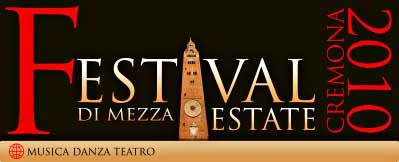 FESTIVAL
DI MEZZA ESTATE
CREMONA
2010
MUSICA DANZA TEATRO